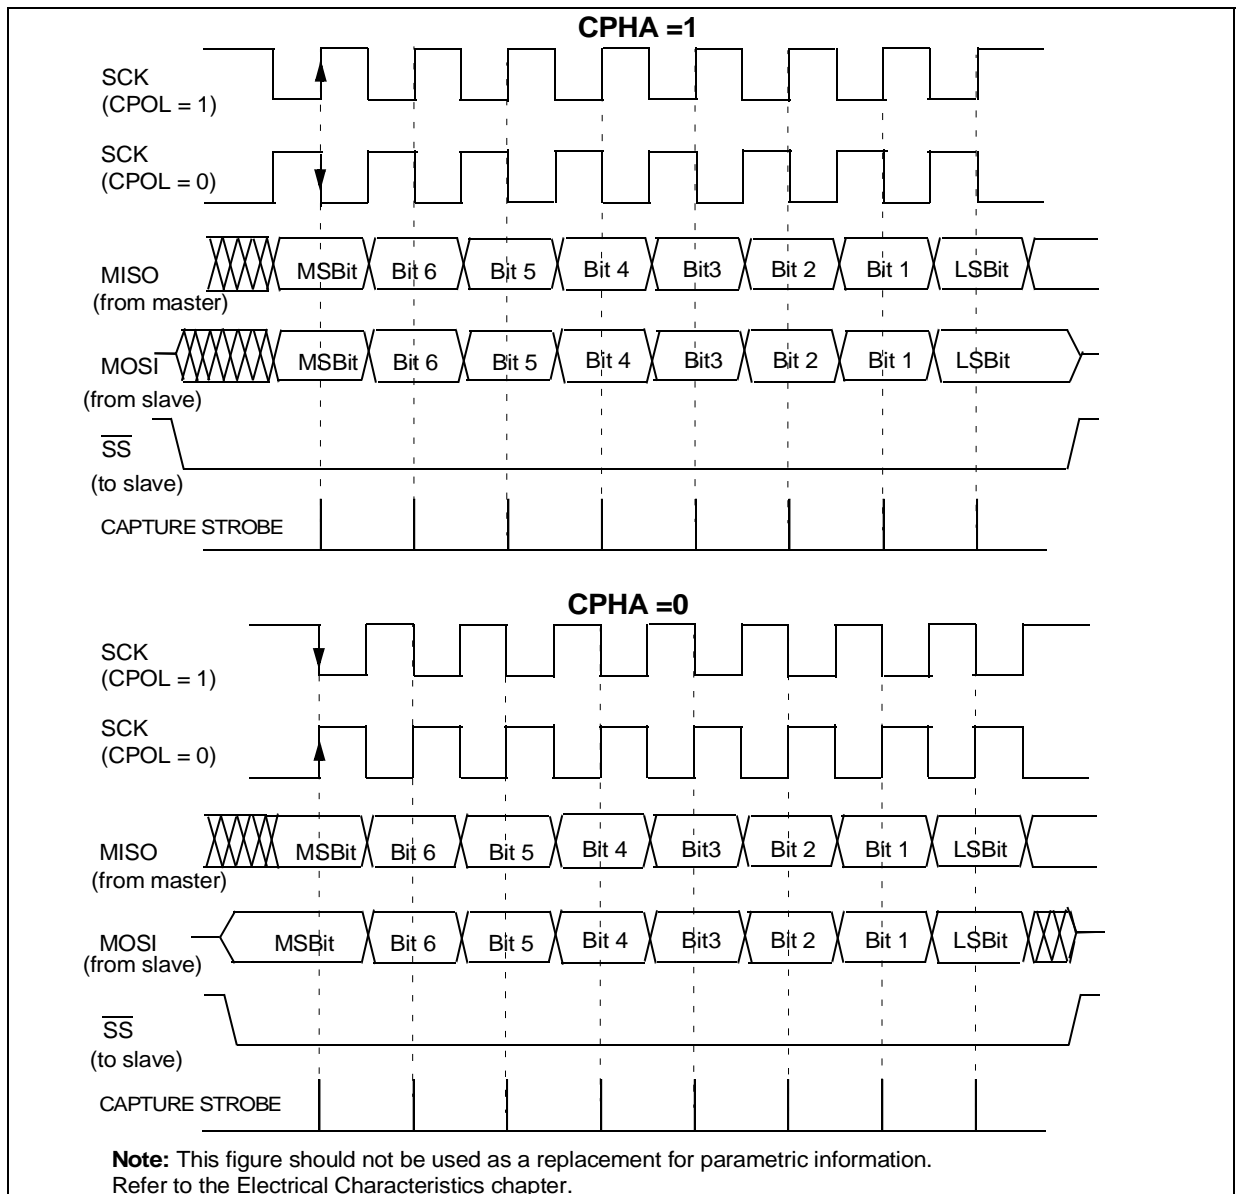 CPHA =1
SCK
(CPOL = 1)
SCK
(CPOL = 0)
MISO
(from master)
MSBit Bit 6 Bit 5 Bit 4 Bit3 Bit 2 Bit 1 LSBit
MOSI
(from slave)
MSBit Bit 6 Bit 5 Bit 4 Bit3 Bit 2 Bit 1 LSBit
SS
(to slave)
CAPTURE STROBE
CPHA =0
SCK
(CPOL = 1)
SCK
(CPOL = 0)
MISO
(from master)
MSBit Bit 6 Bit 5 Bit 4 Bit3 Bit 2 Bit 1 LSBit
MOSI
(from slave)
MSBit Bit 6 Bit 5 Bit 4 Bit3 Bit 2 Bit 1 LSBit
SS
(to slave)
CAPTURE STROBE
Note: This figure should not be used as a replacement for parametric information.
Refer to the Electrical Characteristics chapter.